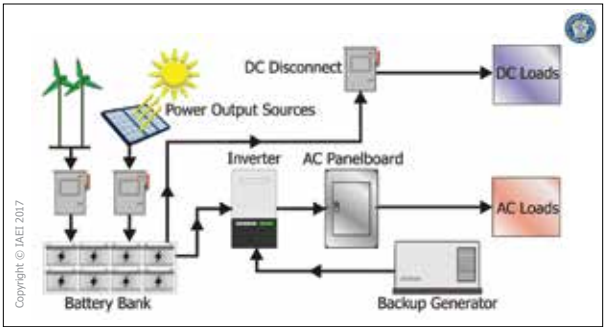 DC Disconnect
DC Loads
Power Output Sources
Inverter
AC Panelboard
AC Loads
Battery Bank
Backup Generator
Copyright © IAEI 2017